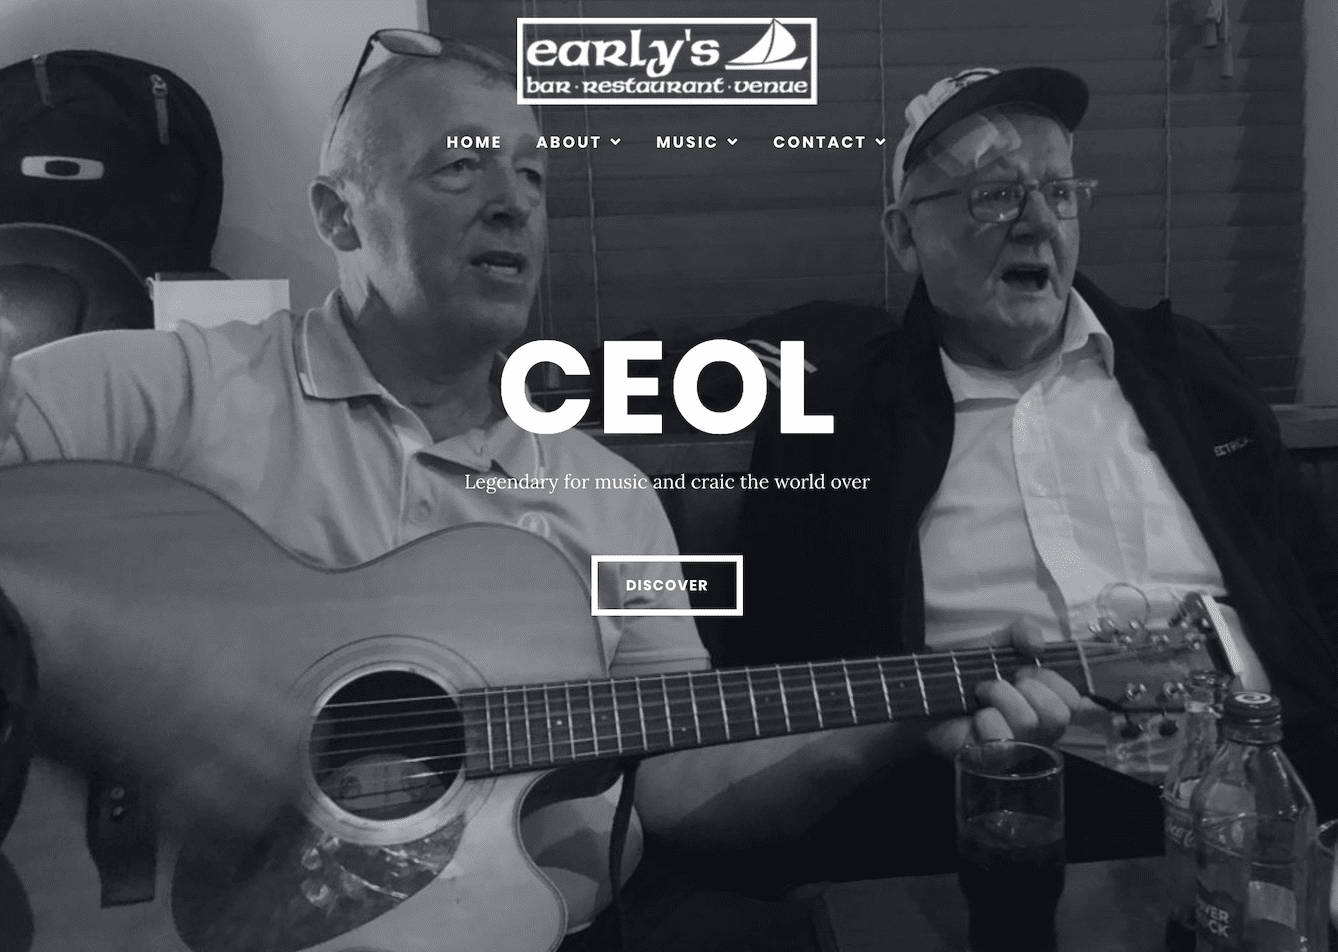 early's
bar · restaurant · venue
HOME ABOUT MUSIC CONTACT
CEOL
Legendary for music and craic the world over
DISCOVER